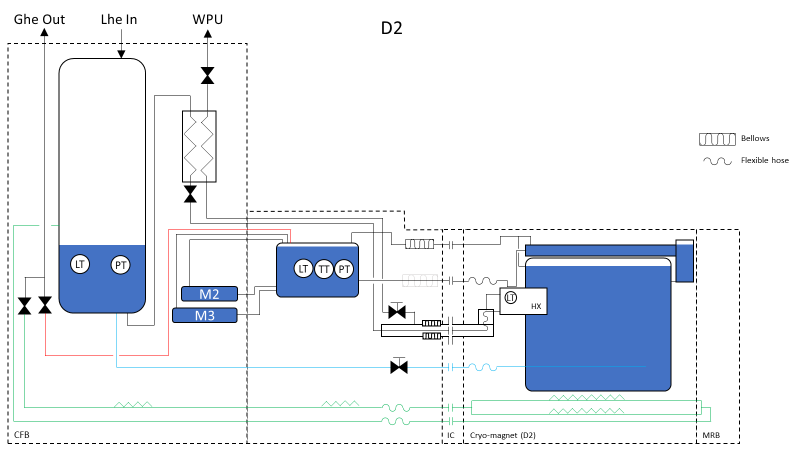 Ghe Out
Lhe In
WPU
D2
Bellows
Flexible hose
LT
PT
LT
TT
PT
M2
M3
LT
HX
CFB
IC
Cryo-magnet (D2)
MRB